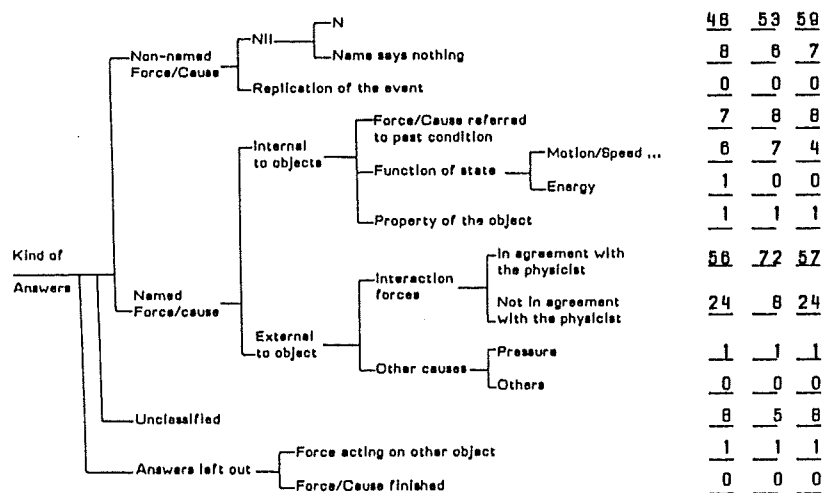 N 46 53 59
NII
Non-named
Force/Cause
Name says nothing 8 6 7
Replication of the event 0 0 0
Force/Cause referred
to past condition 7 8 8
Internal
to objects
Motion/Speed ... 6 7 4
Function of state
Energy 1 0 0
Property of the object 1 1 1
Kind of
Answers
In agreement with
the physicist 56 72 57
Interaction
forces
Named
Force/cause
Not in agreement
with the physicist 24 8 24
External
to object
Pressure 1 1 1
Other causes
Others 0 0 0
Unclassified 8 5 8
Force acting on other object 1 1 1
Answers left out
Force/Cause finished 0 0 0